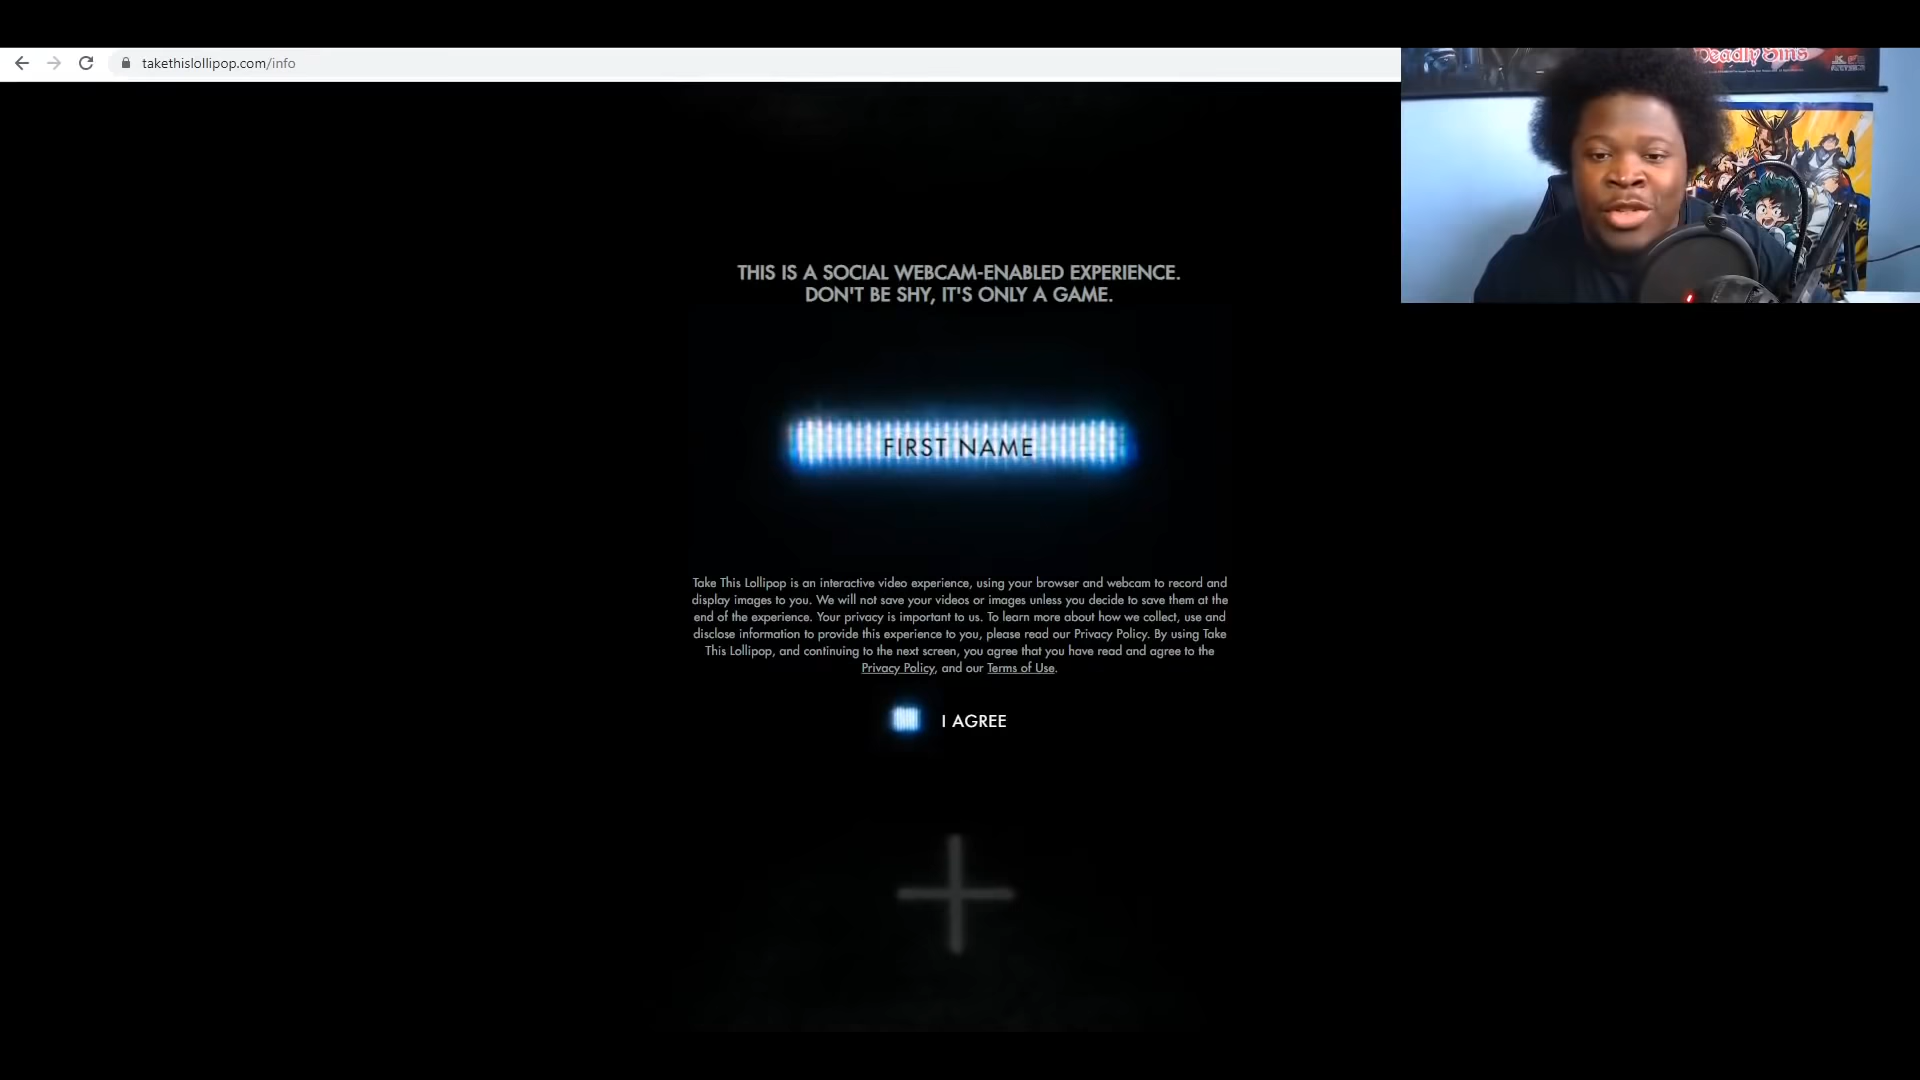 takethislollipop.com/info
Deadly Sins
THIS IS A SOCIAL WEBCAM-ENABLED EXPERIENCE.
DON'T BE SHY, IT'S ONLY A GAME.
FIRST NAME
Take This Lollipop is an interactive video experience, using your browser and webcam to record and
display images to you. We will not save your videos or images unless you decide to save them at the
end of the experience. Your privacy is important to us. To learn more about how we collect, use and
disclose information to provide this experience to you, please read our Privacy Policy. By using Take
This Lollipop, and continuing to the next screen, you agree that you have read and agree to the
Privacy Policy, and our Terms of Use.
I AGREE